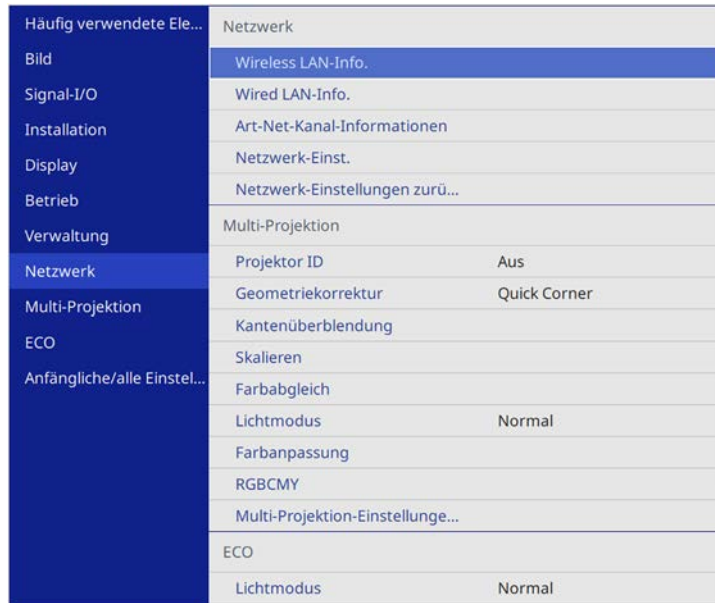 Häufig verwendete Ele...
Bild
Signal-I/O
Installation
Display
Betrieb
Verwaltung
Netzwerk
Multi-Projektion
ECO
Anfängliche/alle Einstel...
Netzwerk
Wireless LAN-Info.
Wired LAN-Info.
Art-Net-Kanal-Informationen
Netzwerk-Einst.
Netzwerk-Einstellungen zurü...
Multi-Projektion
Projektor ID Aus
Geometriekorrektur Quick Corner
Kantenüberblendung
Skalieren
Farbabgleich
Lichtmodus Normal
Farbanpassung
RGBCMY
Multi-Projektion-Einstellunge...
ECO
Lichtmodus Normal